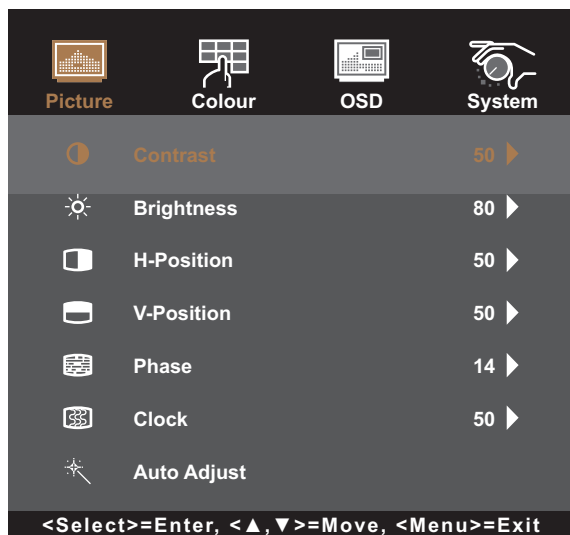 Picture Colour OSD System
Contrast 50
Brightness 80
H-Position 50
V-Position 50
Phase 14
Clock 50
Auto Adjust
<Select>=Enter, <▲,▼>=Move, <Menu>=Exit